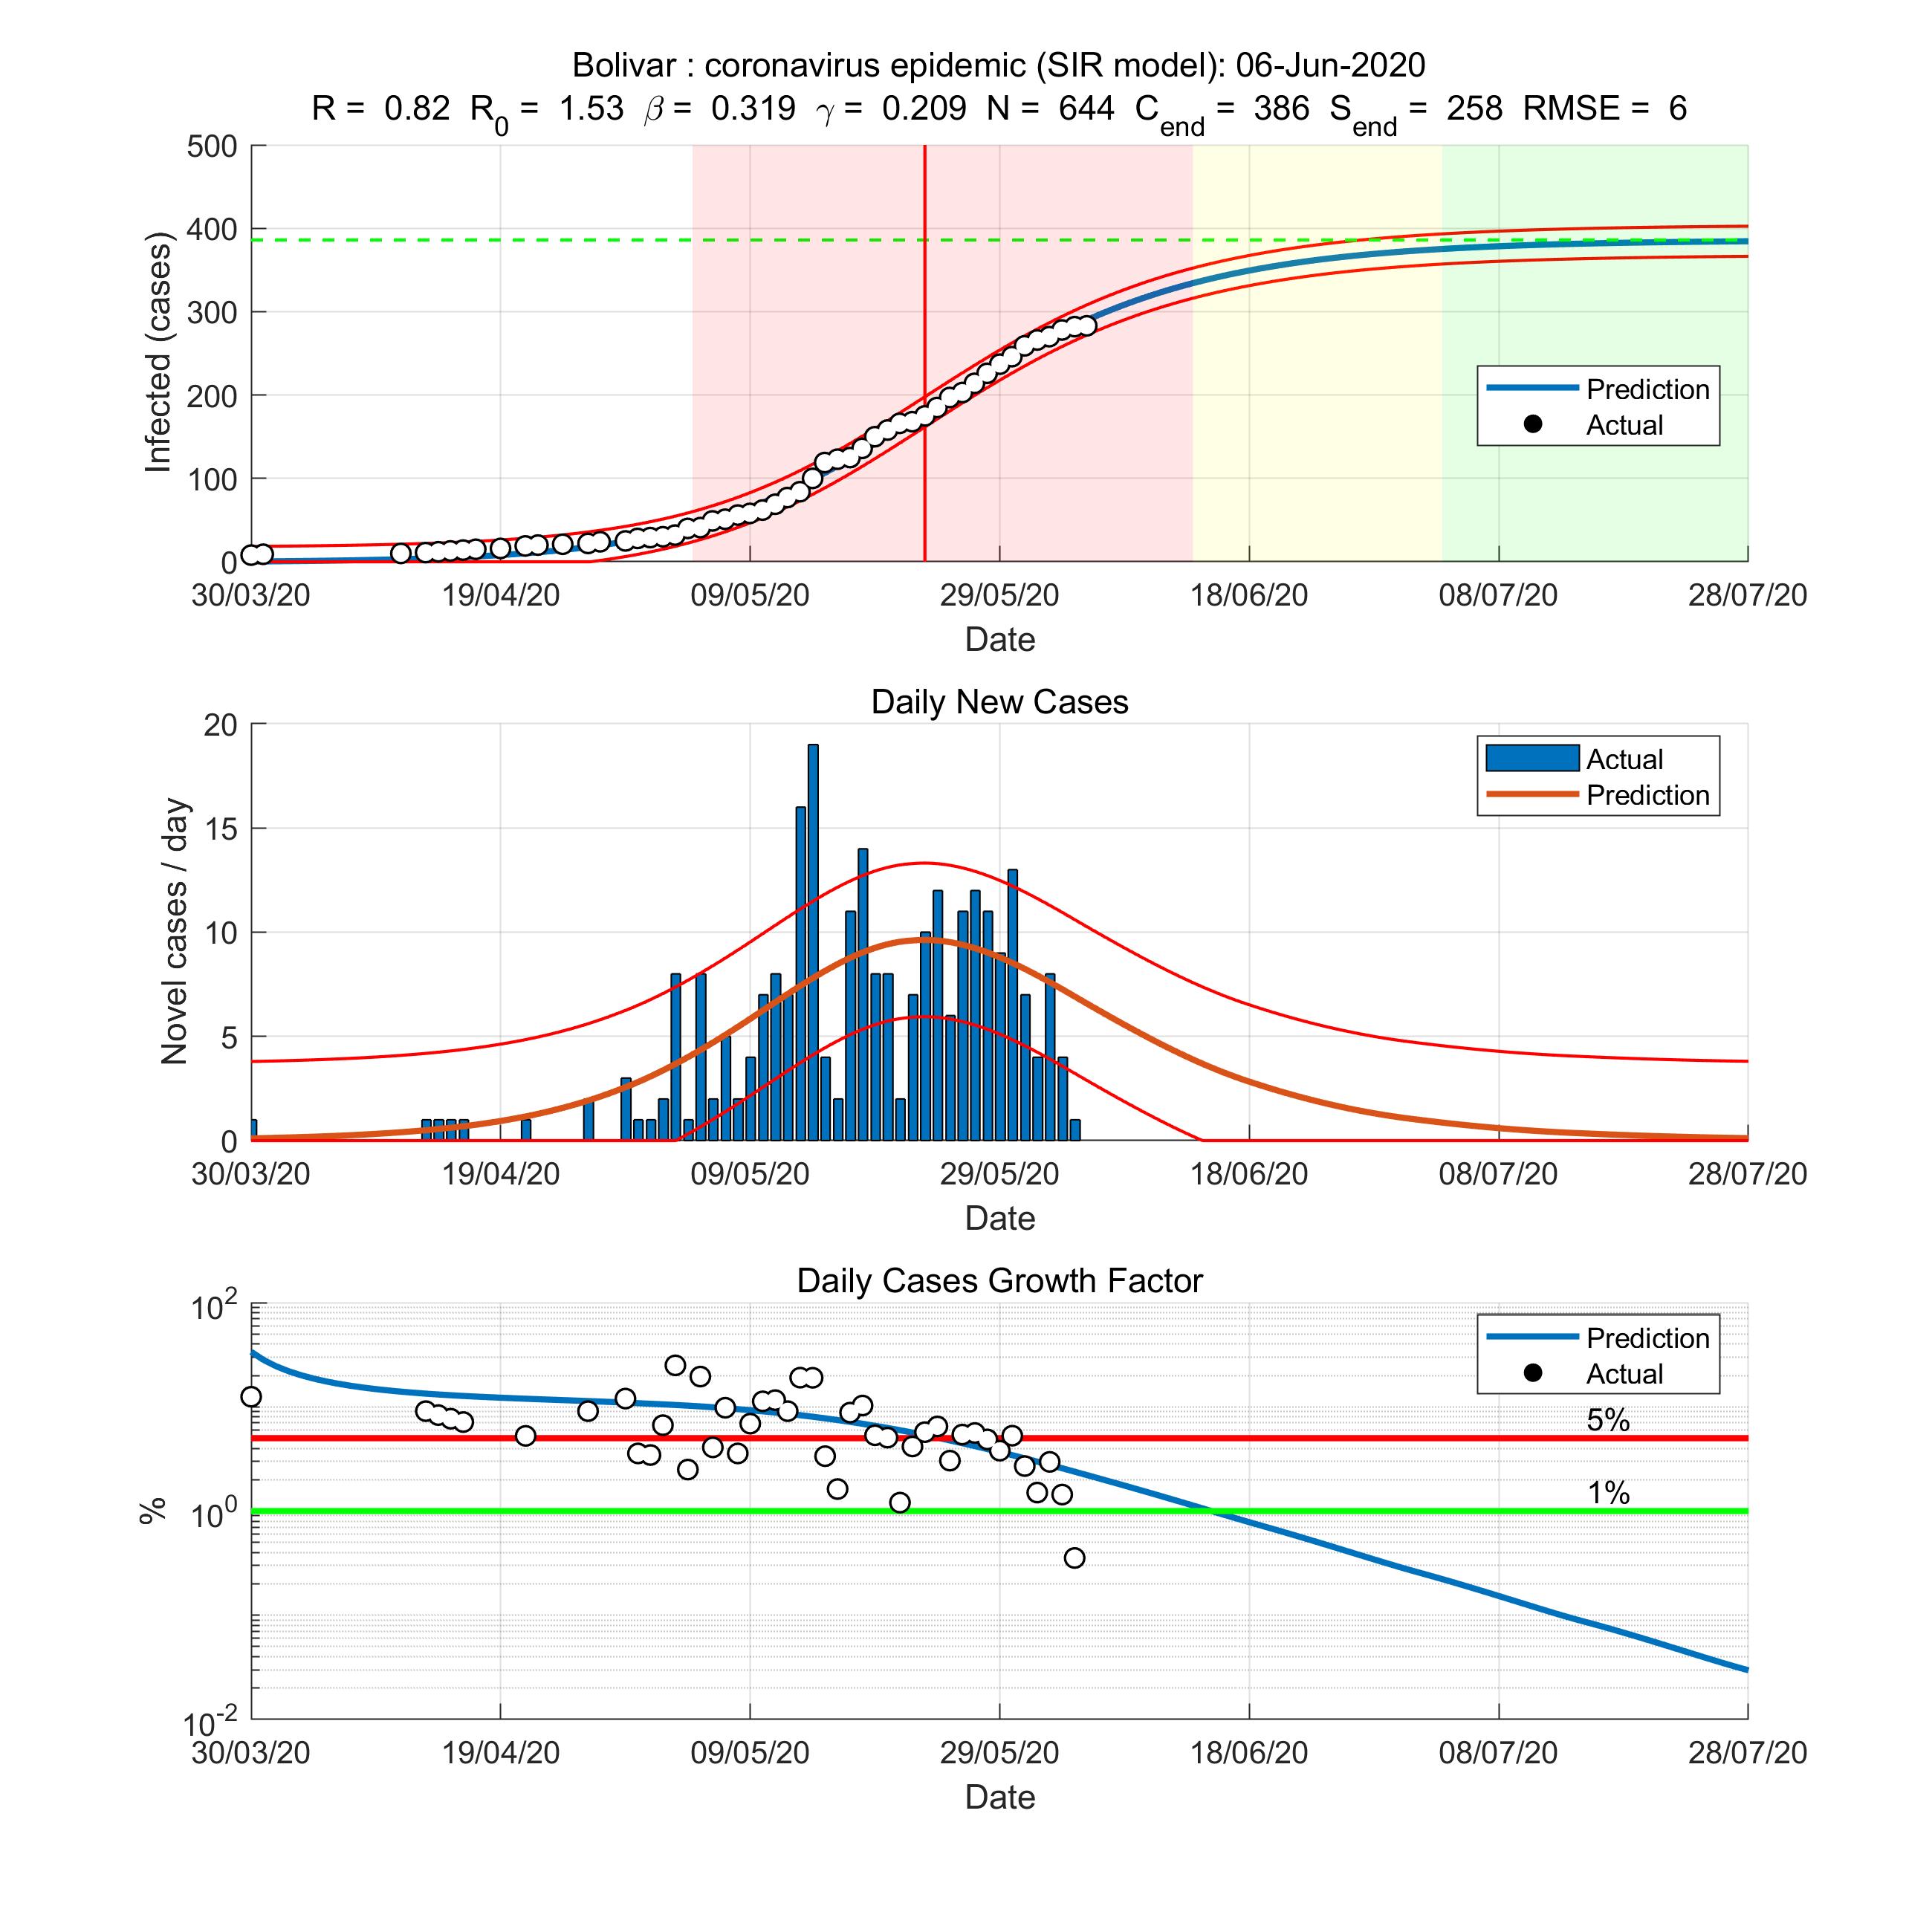 Bolivar : coronavirus epidemic (SIR model): 06-Jun-2020
R = 0.82 R0 = 1.53 β = 0.319 γ = 0.209 N = 644 Cend = 386 Send = 258 RMSE = 6
500
400
300
200
100
0
Infected (cases)
Prediction
Actual
30/03/20 19/04/20 09/05/20 29/05/20 18/06/20 08/07/20 28/07/20
Date
Daily New Cases
20
15
10
5
0
Novel cases / day
Actual
Prediction
30/03/20 19/04/20 09/05/20 29/05/20 18/06/20 08/07/20 28/07/20
Date
Daily Cases Growth Factor
10^2
10^0
10^-2
%
Prediction
Actual
5%
1%
30/03/20 19/04/20 09/05/20 29/05/20 18/06/20 08/07/20 28/07/20
Date